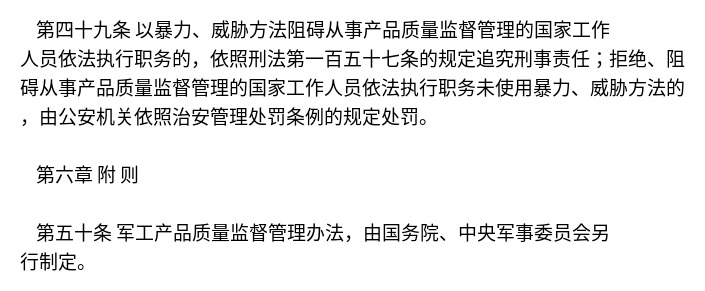 第四十九条 以暴力、威胁方法阻碍从事产品质量监督管理的国家工作
人员依法执行职务的，依照刑法第一百五十七条的规定追究刑事责任；拒绝、阻
碍从事产品质量监督管理的国家工作人员依法执行职务未使用暴力、威胁方法的
，由公安机关依照治安管理处罚条例的规定处罚。
第六章 附 则
第五十条 军工产品质量监督管理办法，由国务院、中央军事委员会另
行制定。